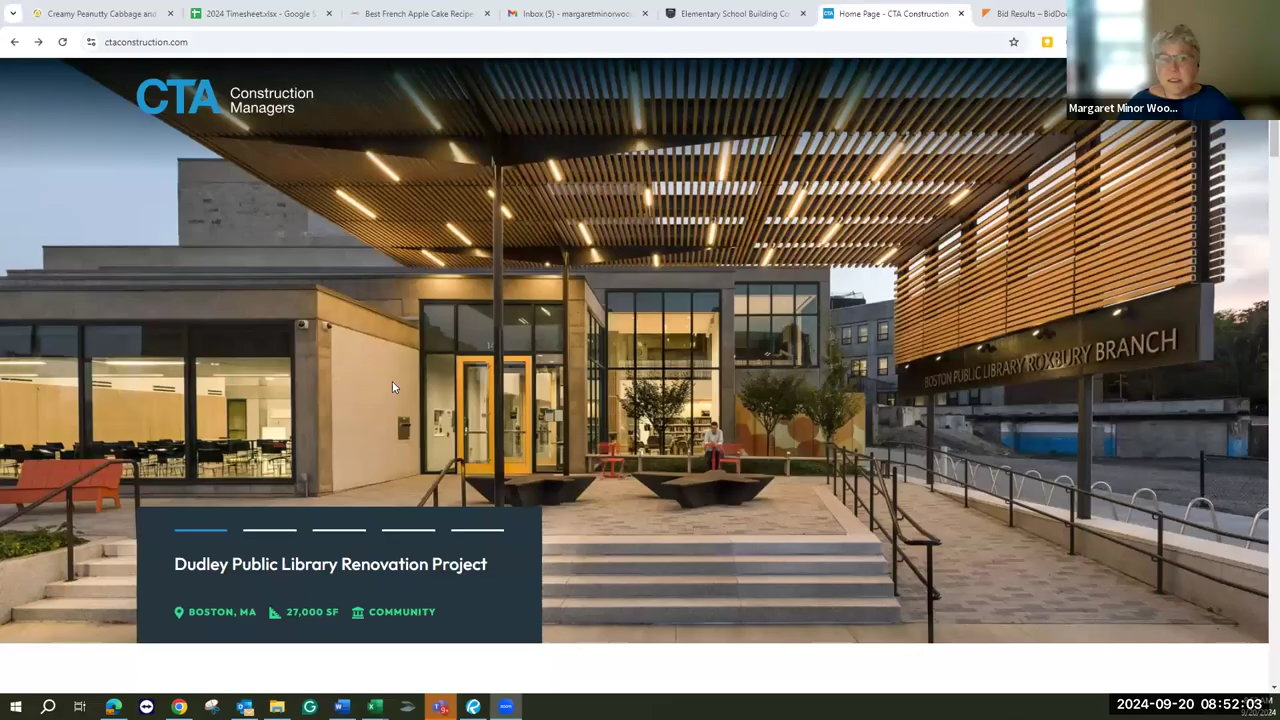 Creamy Peanutty Cabbage and
2024 Timesheet.xlsx - Google S
Best French Apple Cake Recipe
Inbox (5) - margaretminorwoo
Elementary School Building Co
CTA Home Page - CTA Construction
Bid Results – BidDoc
ctaconstruction.com
Margaret Minor Woo...
CTA Construction
Managers
BOSTON PUBLIC LIBRARY ROXBURY BRANCH
Dudley Public Library Renovation Project
BOSTON, MA 27,000 SF COMMUNITY
2024-09-20 08:52:03